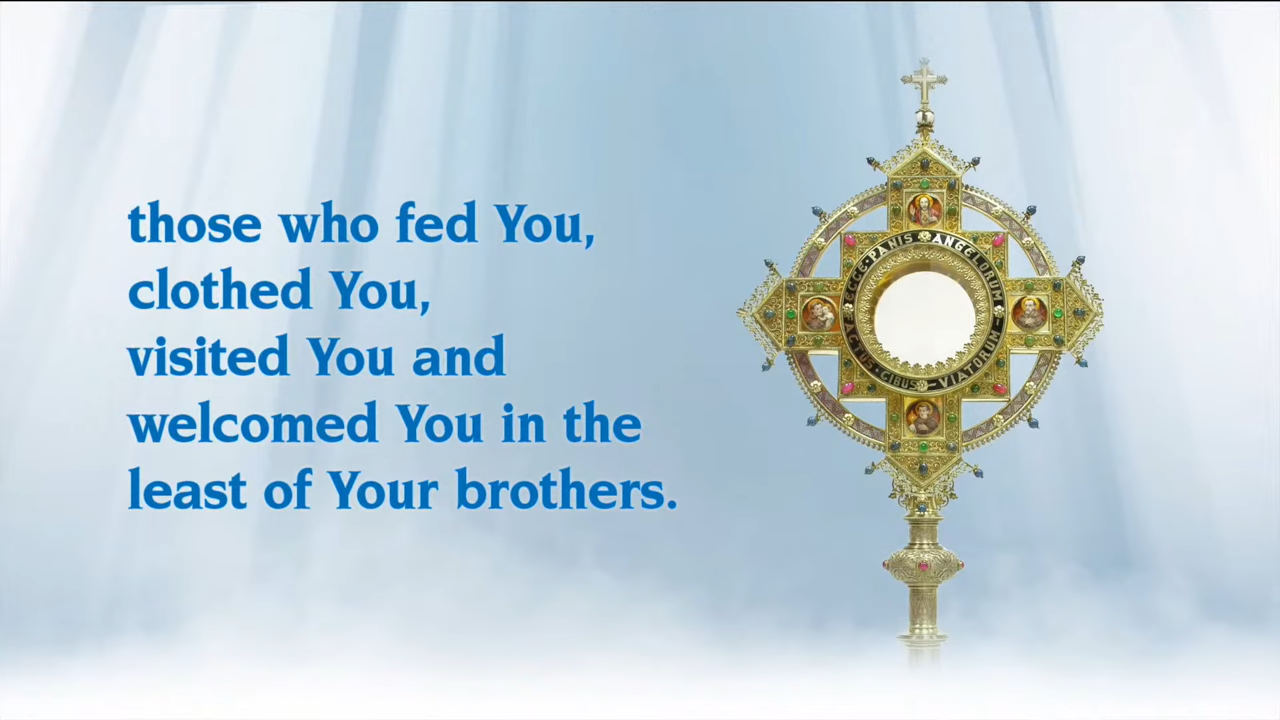 those who fed You,
clothed You,
visited You and
welcomed You in the
least of Your brothers.
ECCE · PANIS ANGELORUM
FACTUS · CIBUS VIATORUM